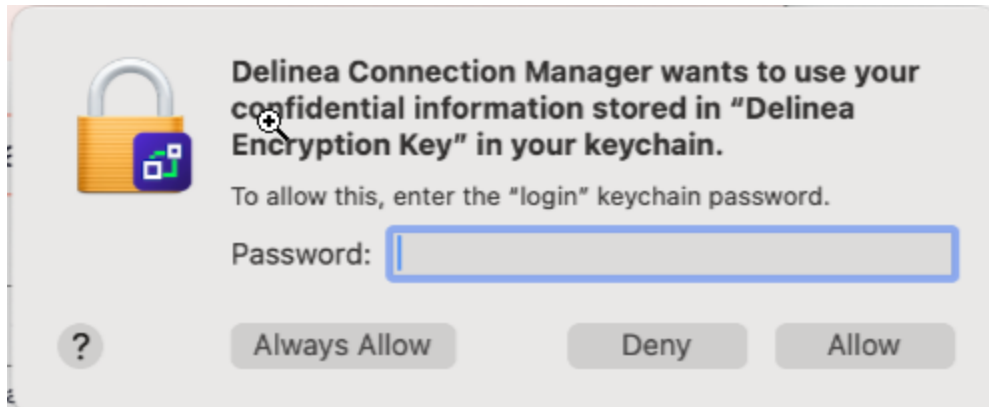 Delinea Connection Manager wants to use your
confidential information stored in “Delinea
Encryption Key” in your keychain.
To allow this, enter the “login” keychain password.
Password:
?
Always Allow
Deny
Allow